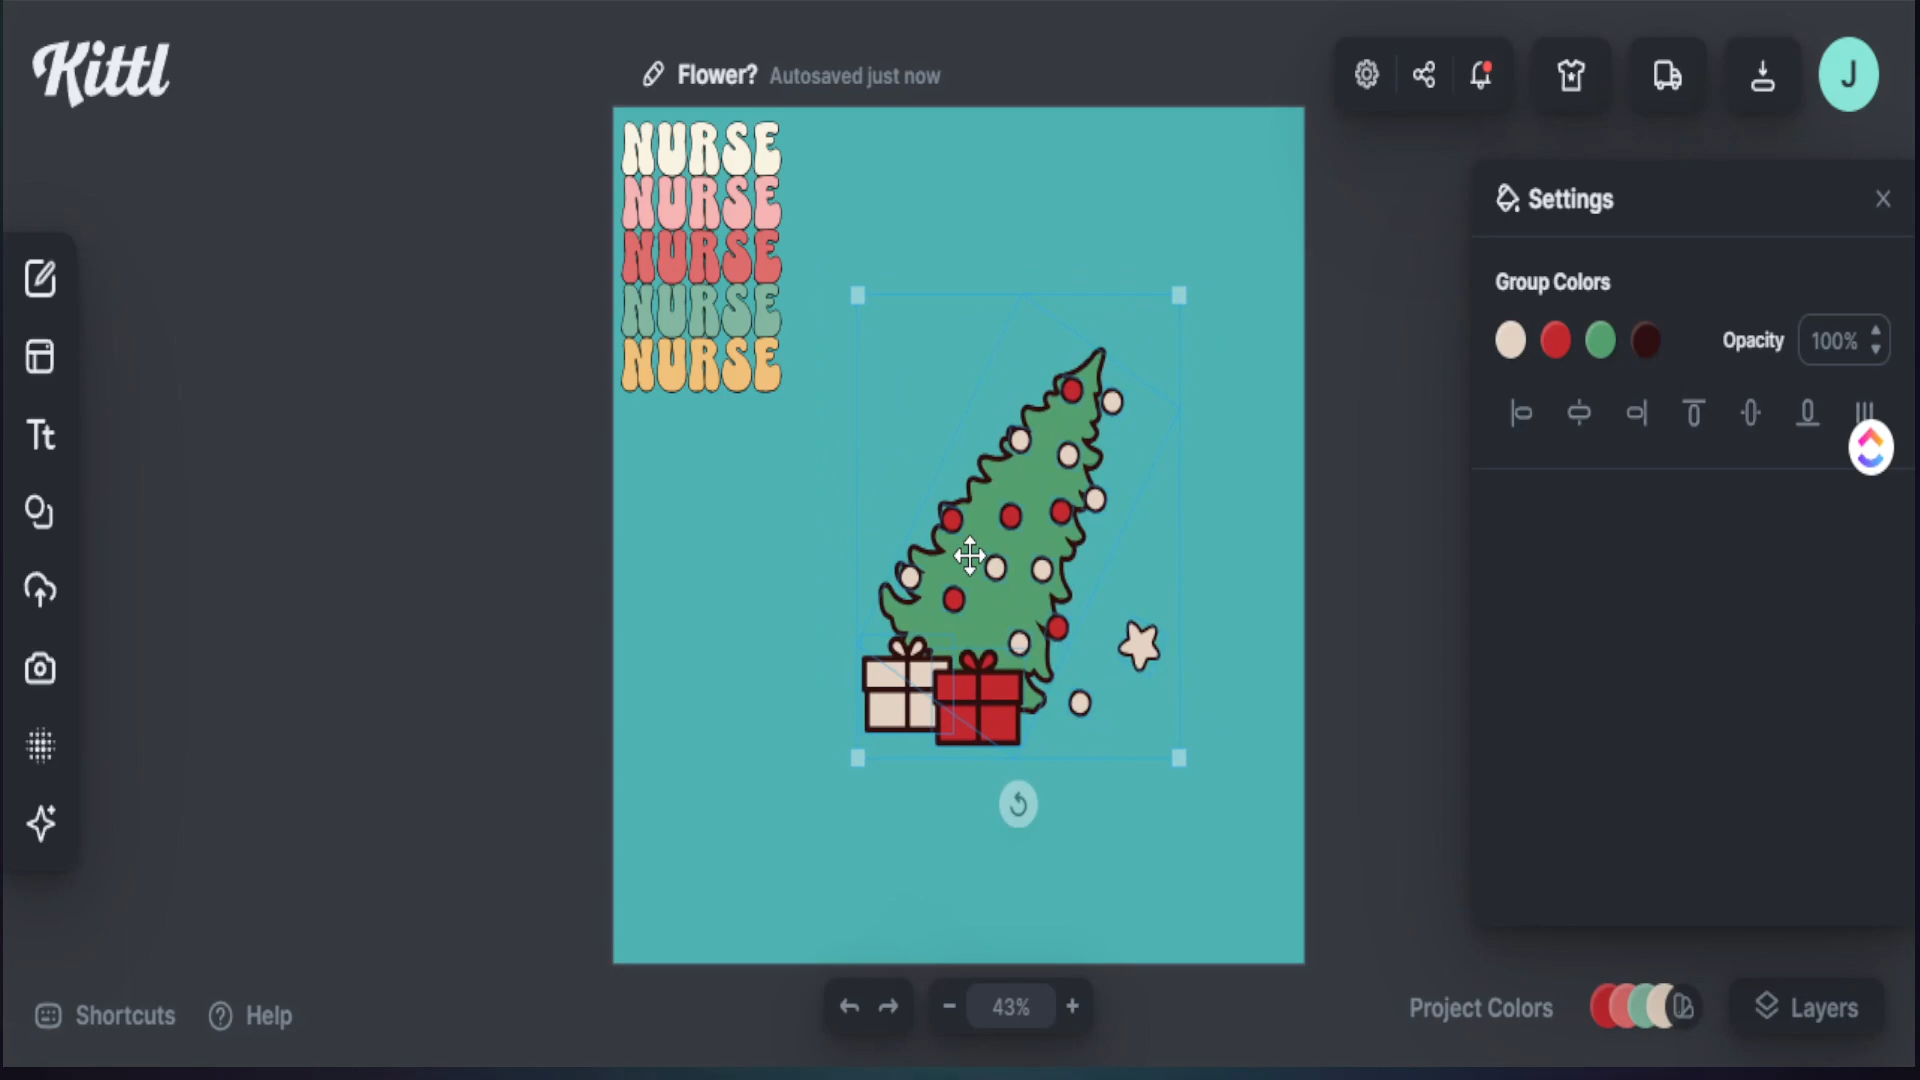 Kittl
Flower? Autosaved just now
J
NURSE
NURSE
NURSE
NURSE
NURSE
Settings
Group Colors
Opacity 100%
Tt
Shortcuts Help
43%
Project Colors
Layers